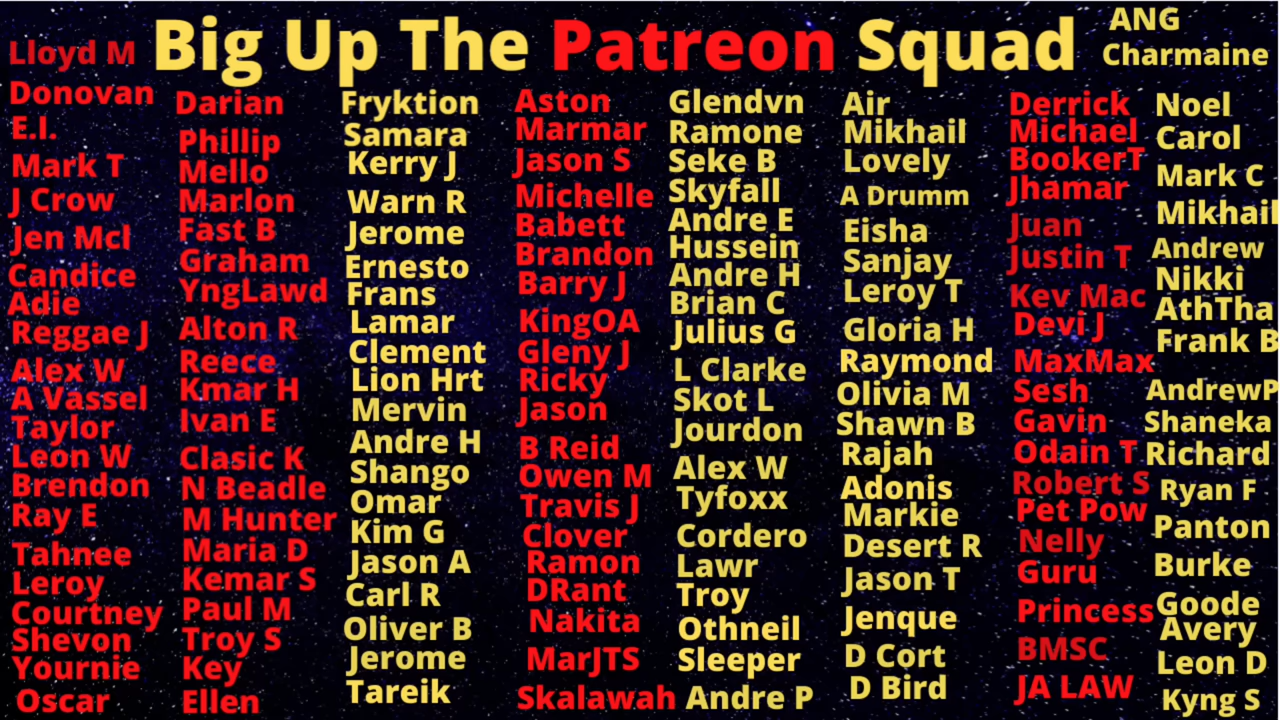 Big Up The Patreon Squad
Lloyd M
Donovan
E.I.
Mark T
J Crow
Jen Mcl
Candice
Adie
Reggae J
Alex W
A Vassel
Taylor
Leon W
Brendon
Ray E
Tahnee
Leroy
Courtney
Shevon
Yournie
Oscar
Darian
Phillip
Mello
Marlon
Fast B
Graham
YngLawd
Alton R
Reece
Kmar H
Ivan E
Clasic K
N Beadle
M Hunter
Maria D
Kemar S
Paul M
Troy S
Key
Ellen
Fryktion
Samara
Kerry J
Warn R
Jerome
Ernesto
Frans
Lamar
Clement
Lion Hrt
Mervin
Andre H
Shango
Omar
Kim G
Jason A
Carl R
Oliver B
Jerome
Tareik
Aston
Marmar
Jason S
Michelle
Babett
Brandon
Barry J
KingOA
Gleny J
Ricky
Jason
B Reid
Owen M
Travis J
Clover
Ramon
DRant
Nakita
MarJTS
Skalawah
Glendvn
Ramone
Seke B
Skyfall
Andre E
Hussein
Andre H
Brian C
Julius G
L Clarke
Skot L
Jourdon
Alex W
Tyfoxx
Cordero
Lawr
Troy
Othneil
Sleeper
Andre P
Air
Mikhail
Lovely
A Drumm
Eisha
Sanjay
Leroy T
Gloria H
Raymond
Olivia M
Shawn B
Rajah
Adonis
Markie
Desert R
Jason T
Jenque
D Cort
D Bird
Derrick
Michael
BookerT
Jhamar
Juan
Justin T
Kev Mac
Devi J
MaxMax
Sesh
Gavin
Odain T
Robert S
Pet Pow
Nelly
Guru
Princess
BMSC
JA LAW
ANG
Charmaine
Noel
Carol
Mark C
Mikhail
Andrew
Nikki
AthTha
Frank B
AndrewP
Shaneka
Richard
Ryan F
Panton
Burke
Goode
Avery
Leon D
Kyng S